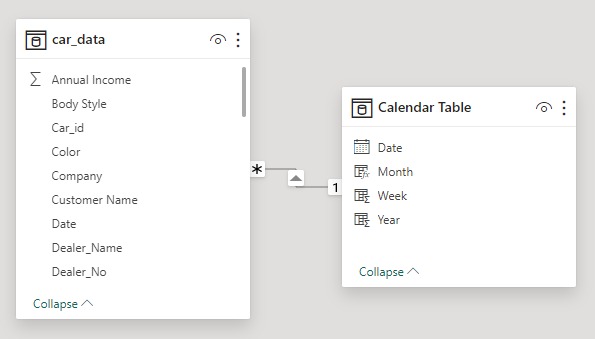 car_data
Annual Income
Body Style
Car_id
Color
Company
Customer Name
Date
Dealer_Name
Dealer_No
Collapse
*
1
Calendar Table
Date
Month
Week
Year
Collapse